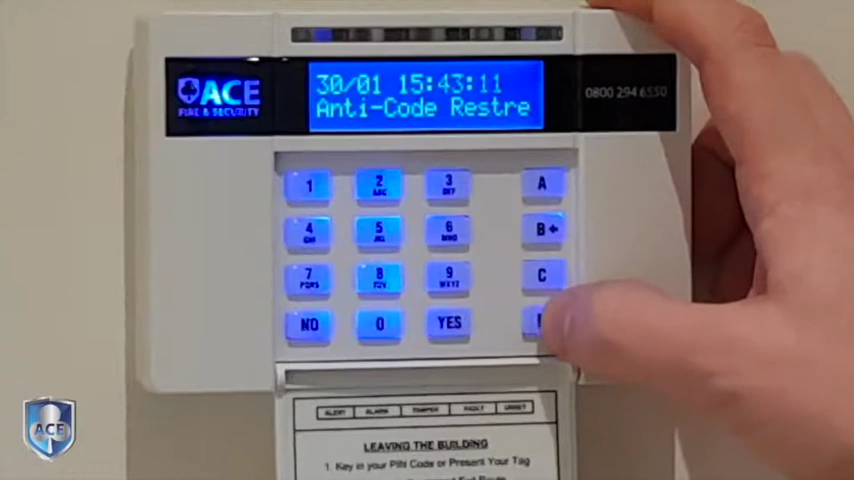 ACE
FIRE & SECURITY
30/01 15:43:11
Anti-Code Restre
0800 294 6550
1
2
ABC
3
DEF
A
4
GHI
5
JKL
6
MNO
B←
7
PQRS
8
TUV
9
WXYZ
C
NO
0
YES
ALERT ALARM TAMPER FAULT UNSET
LEAVING THE BUILDING
1. Key in your PIN Code or Present Your Tag
ACE